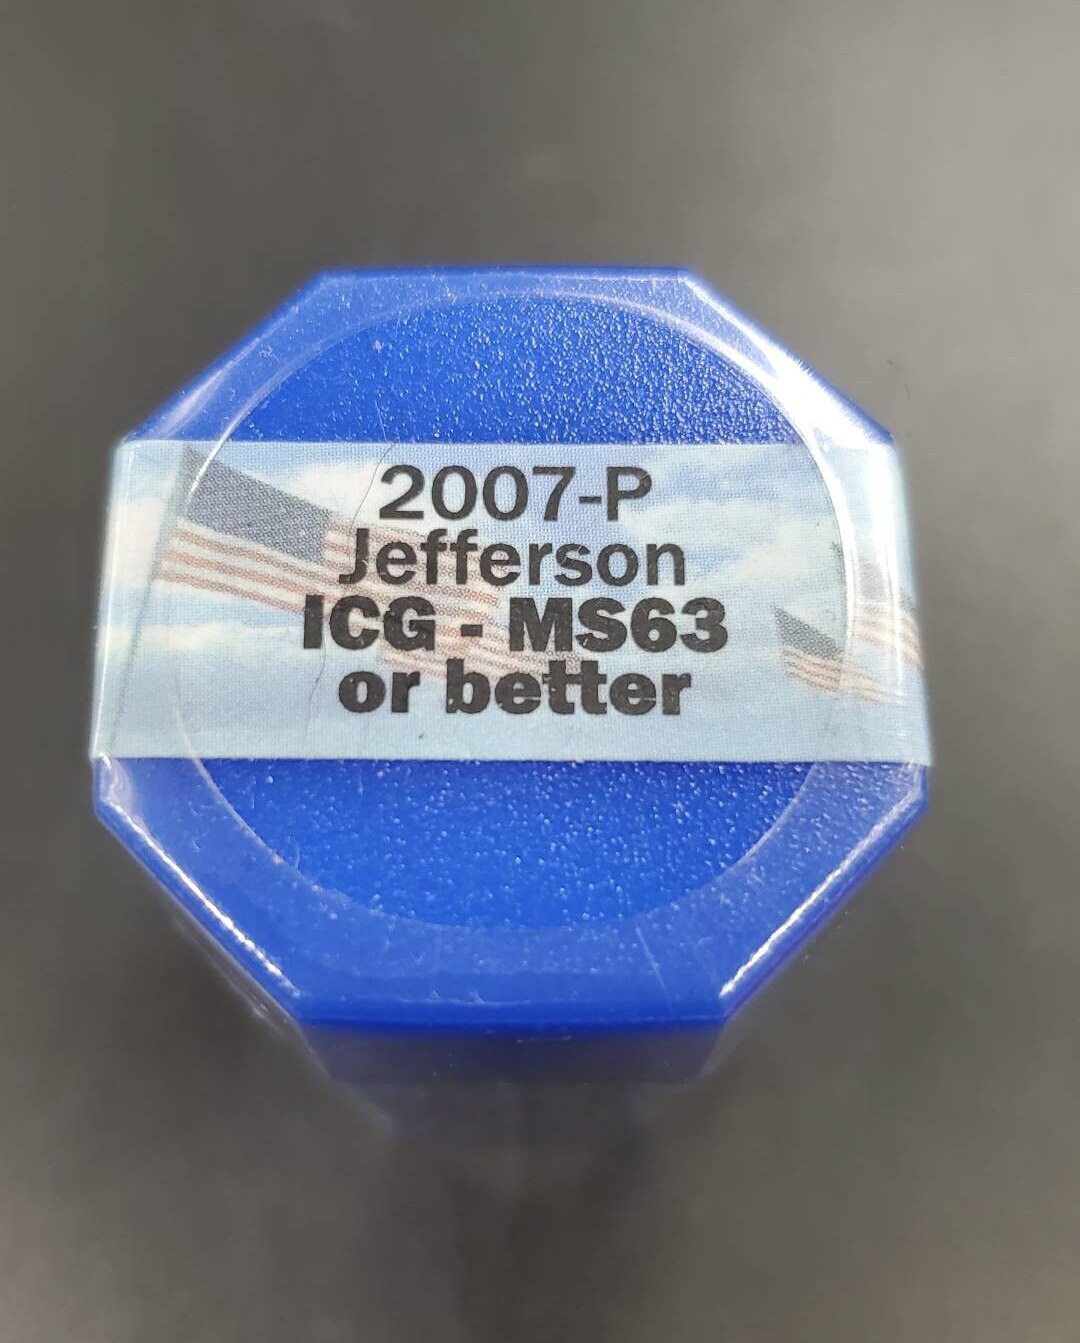 2007-P
Jefferson
ICG - MS63
or better